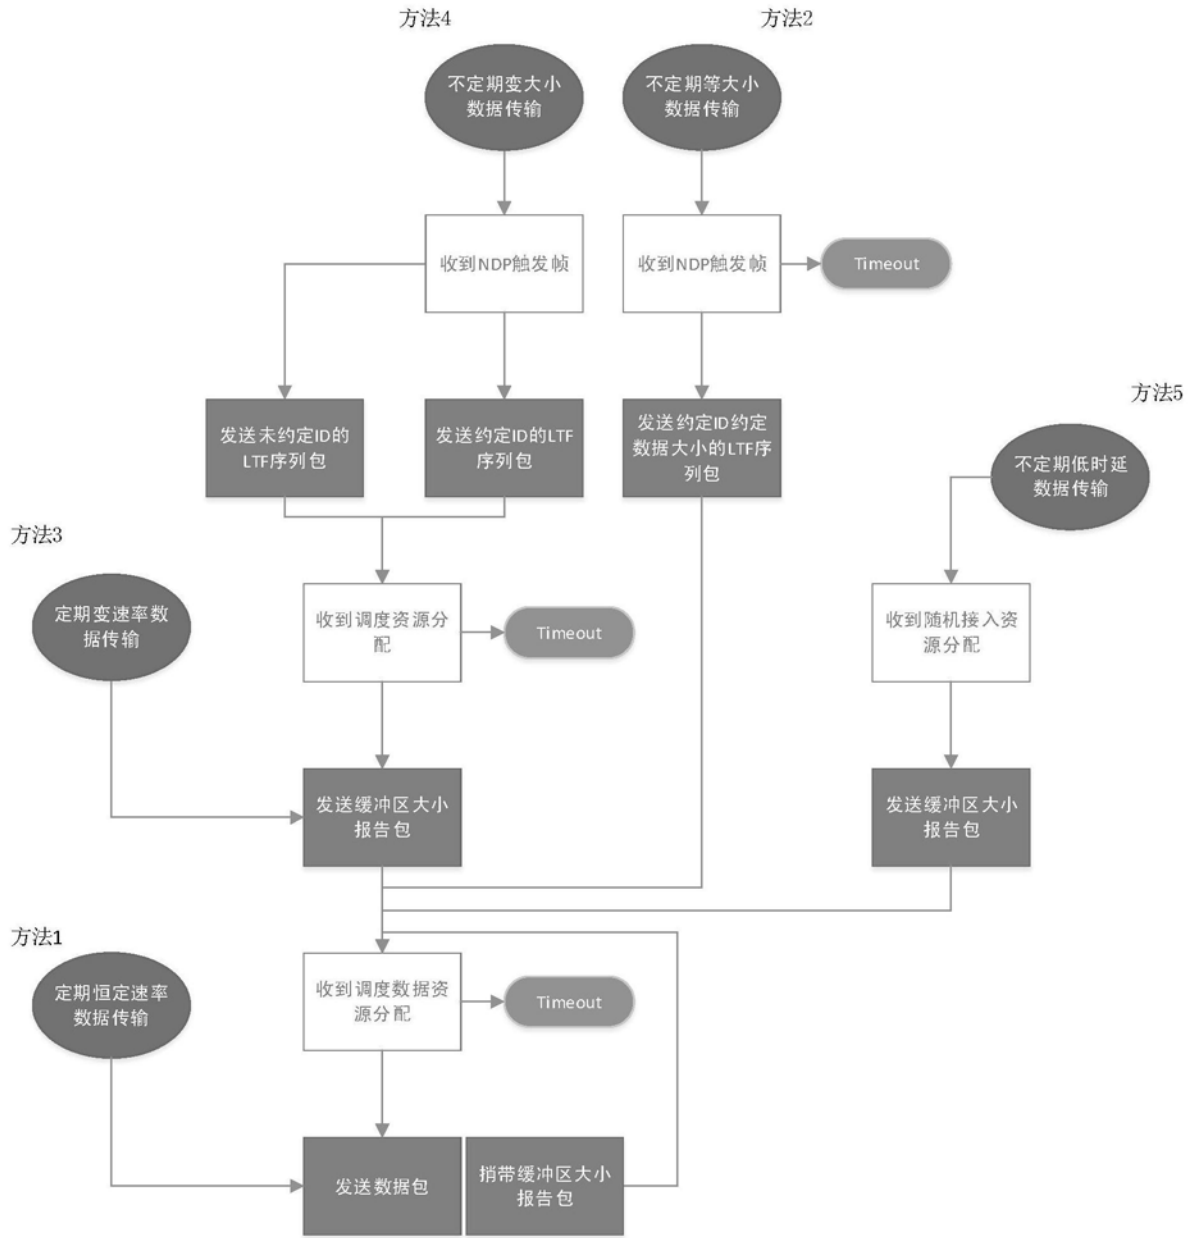 方法4
方法2
不定期变大小
数据传输
不定期等大小
数据传输
收到NDP触发帧
收到NDP触发帧
Timeout
方法5
发送未约定ID的
LTF序列包
发送约定ID的LTF
序列包
发送约定ID约定
数据大小的LTF序
列包
不定期低时延
数据传输
方法3
定期变速率数
据传输
收到调度资源分
配
Timeout
收到随机接入资
源分配
发送缓冲区大小
报告包
发送缓冲区大小
报告包
方法1
定期恒定速率
数据传输
收到调度数据资
源分配
Timeout
发送数据包
捎带缓冲区大小
报告包